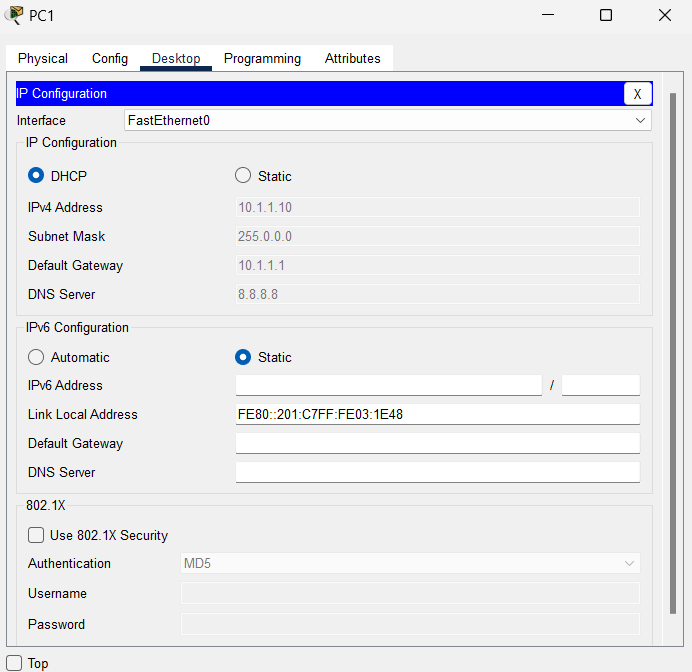 PC1
Physical Config Desktop Programming Attributes
IP Configuration X
Interface FastEthernet0
IP Configuration
DHCP Static
IPv4 Address 10.1.1.10
Subnet Mask 255.0.0.0
Default Gateway 10.1.1.1
DNS Server 8.8.8.8
IPv6 Configuration
Automatic Static
IPv6 Address /
Link Local Address FE80::201:C7FF:FE03:1E48
Default Gateway
DNS Server
802.1X
Use 802.1X Security
Authentication MD5
Username
Password
Top